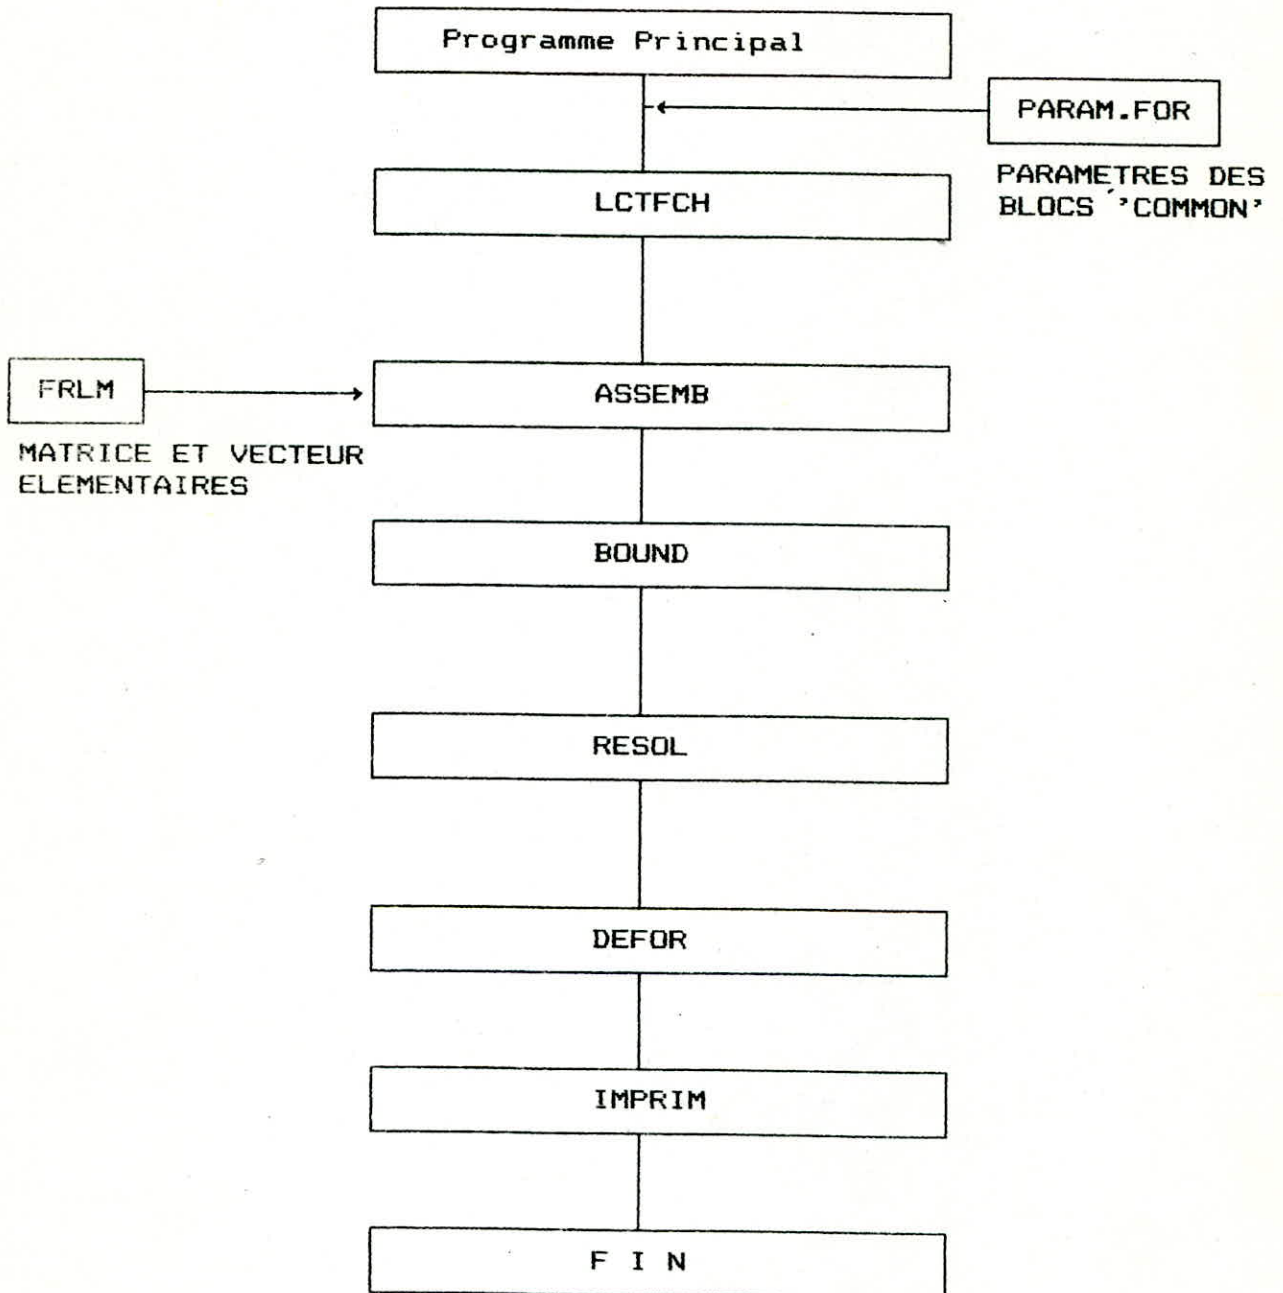 Programme Principal
PARAM.FOR
PARAMETRES DES
BLOCS 'COMMON'
LCTFCH
FRLM
ASSEMB
MATRICE ET VECTEUR
ELEMENTAIRES
BOUND
RESOL
DEFOR
IMPRIM
F I N